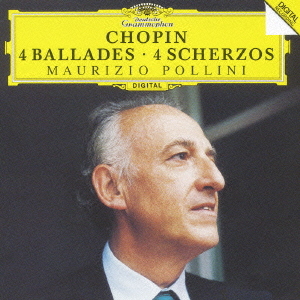 Deutsche
Grammophon
CHOPIN
4 BALLADES · 4 SCHERZOS
MAURIZIO POLLINI
DIGITAL
DIGITAL